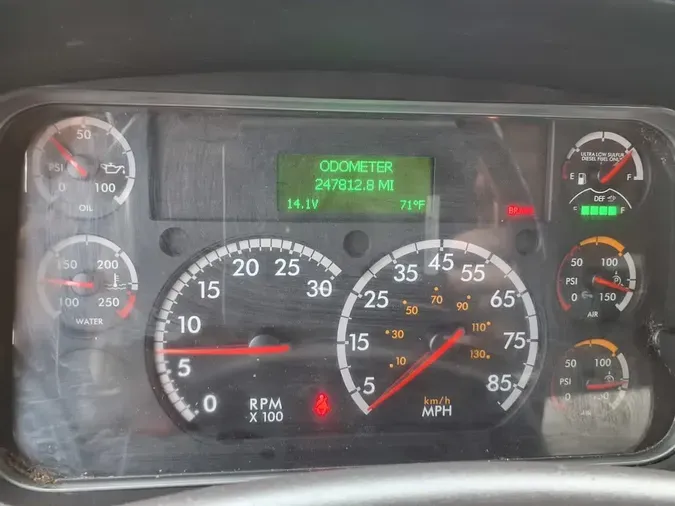 50
PSI
0
100
OIL
150
200
100
250
WATER
ODOMETER
247812.8 MI
14.1V
71°F
BRAKE
0
5
10
15
20
25
30
RPM
X 100
5
15
25
35
45
55
65
75
85
10
30
50
70
90
110
130
km/h
MPH
ULTRA LOW SULFUR
DIESEL FUEL ONLY
E
F
DEF
F
50
100
PSI
0
150
AIR
50
100
PSI